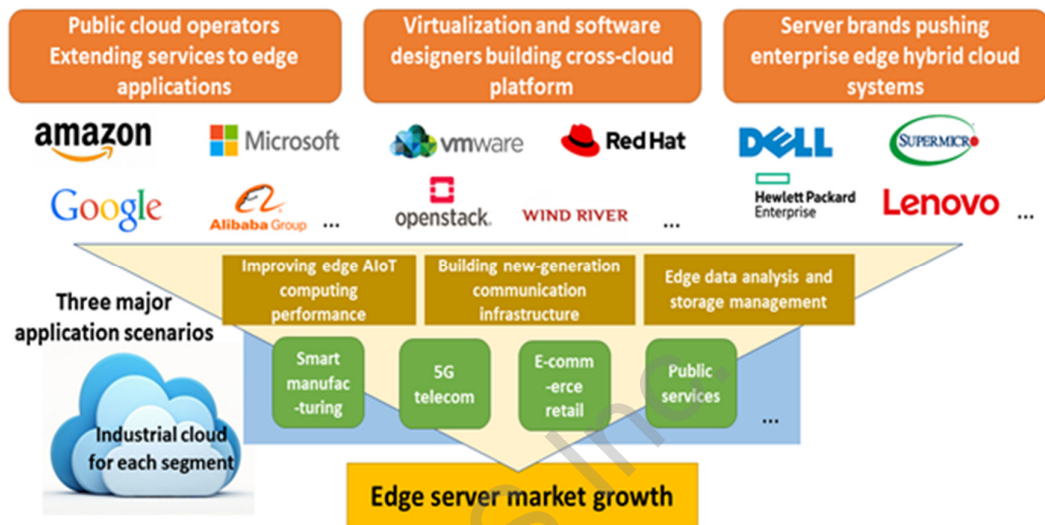 Public cloud operators
Extending services to edge
applications
Virtualization and software
designers building cross-cloud
platform
Server brands pushing
enterprise edge hybrid cloud
systems
amazon
Microsoft
vmware
Red Hat
DELL
SUPERMICRO
Google
Alibaba Group
...
openstack.
WIND RIVER
...
Hewlett Packard
Enterprise
Lenovo
...
Three major
application scenarios
Improving edge AIoT
computing
performance
Building new-generation
communication
infrastructure
Edge data analysis and
storage management
Industrial cloud
for each segment
Smart
manufac
-turing
5G
telecom
E-comm
-erce
retail
Public
services
...
Edge server market growth
S Inc.